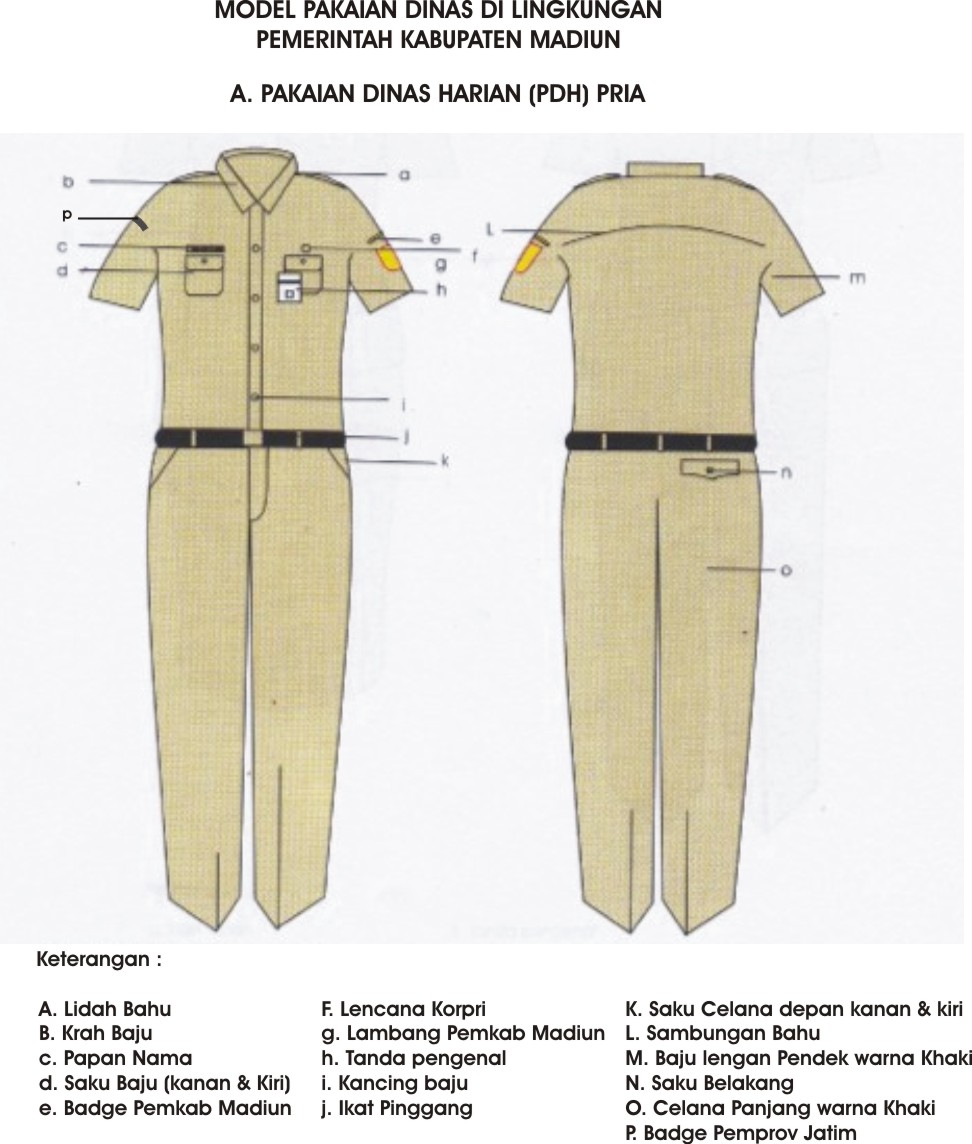 MODEL PAKAIAN DINAS DI LINGKUNGAN
PEMERINTAH KABUPATEN MADIUN
A. PAKAIAN DINAS HARIAN (PDH) PRIA
b
a
p
c
d
e
f
g
h
i
j
k
L
m
n
o
Keterangan :
A. Lidah Bahu
B. Krah Baju
c. Papan Nama
d. Saku Baju (kanan & Kiri)
e. Badge Pemkab Madiun
F. Lencana Korpri
g. Lambang Pemkab Madiun
h. Tanda pengenal
i. Kancing baju
j. Ikat Pinggang
K. Saku Celana depan kanan & kiri
L. Sambungan Bahu
M. Baju lengan Pendek warna Khaki
N. Saku Belakang
O. Celana Panjang warna Khaki
P. Badge Pemprov Jatim